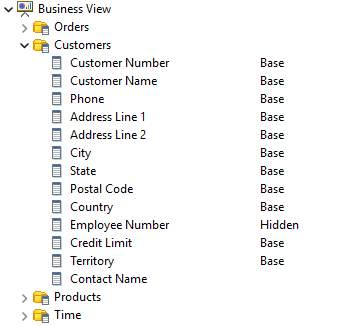 Business View
Orders
Customers
Customer Number Base
Customer Name Base
Phone Base
Address Line 1 Base
Address Line 2 Base
City Base
State Base
Postal Code Base
Country Base
Employee Number Hidden
Credit Limit Base
Territory Base
Contact Name
Products
Time